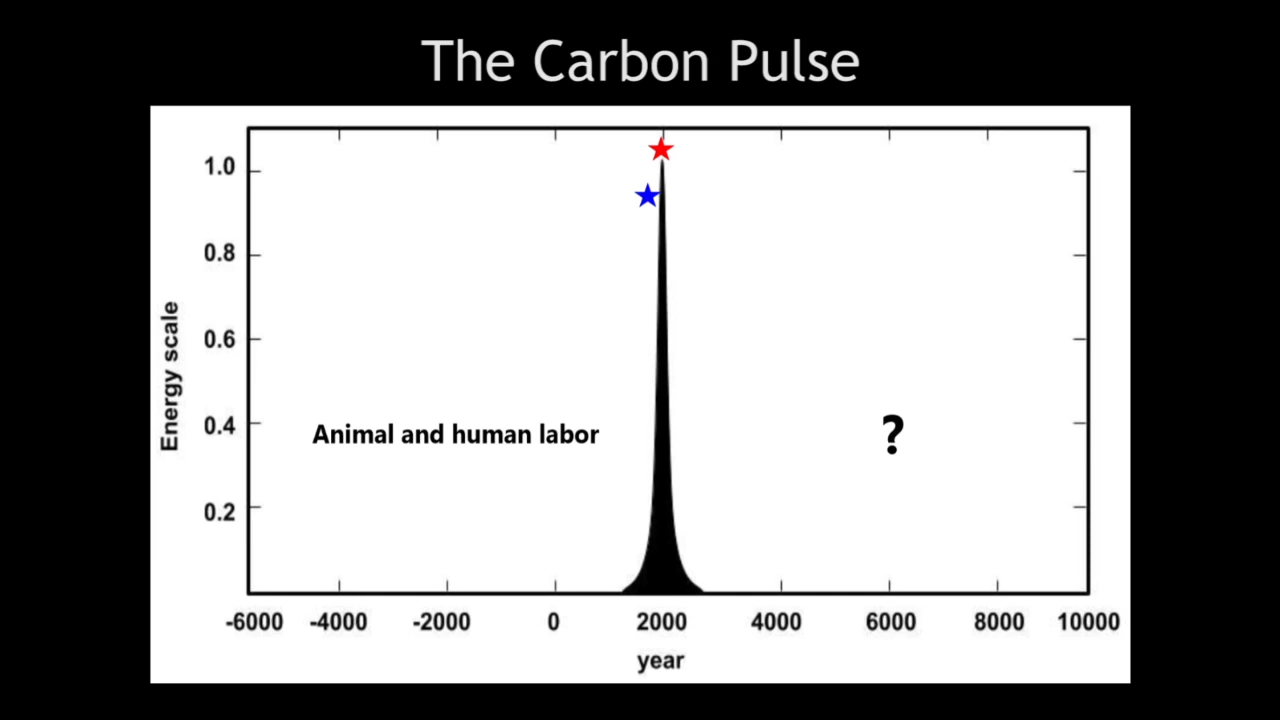 The Carbon Pulse
1.0
0.8
0.6
0.4
0.2
Energy scale
Animal and human labor
?
-6000 -4000 -2000 0 2000 4000 6000 8000 10000
year